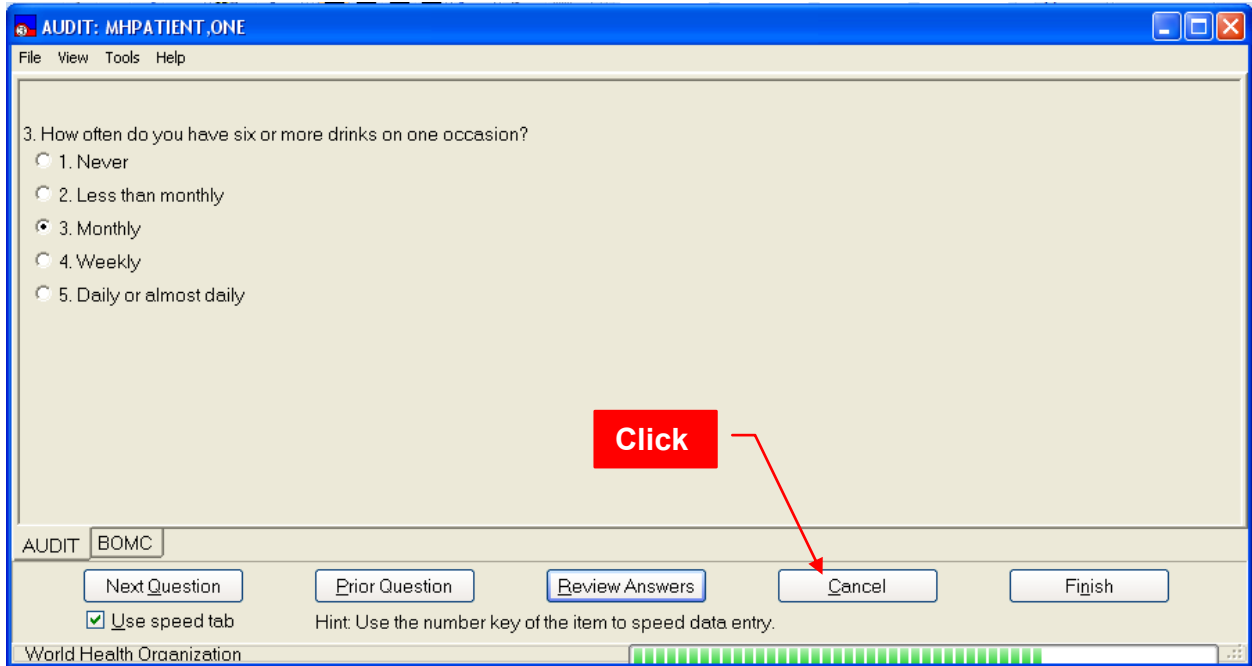 AUDIT: MHPATIENT,ONE
File View Tools Help
3. How often do you have six or more drinks on one occasion?
1. Never
2. Less than monthly
3. Monthly
4. Weekly
5. Daily or almost daily
Click
AUDIT BOMC
Next Question Prior Question Review Answers Cancel Finish
Use speed tab Hint: Use the number key of the item to speed data entry.
World Health Organization